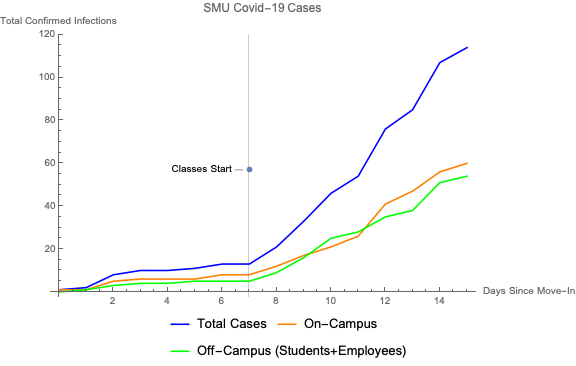 SMU Covid-19 Cases
Total Confirmed Infections
120
100
80
60
40
20
Classes Start
2 4 6 8 10 12 14
Days Since Move-In
Total Cases On-Campus
Off-Campus (Students+Employees)